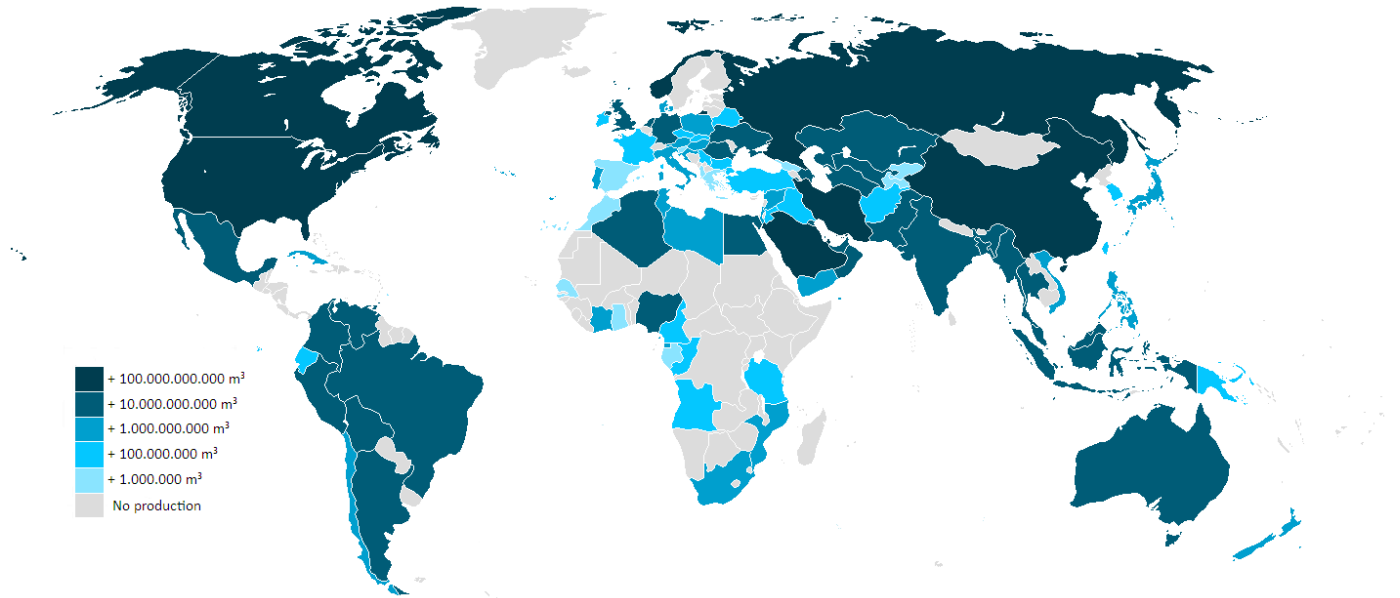 + 100.000.000.000 m³
+ 10.000.000.000 m³
+ 1.000.000.000 m³
+ 100.000.000 m³
+ 1.000.000 m³
No production